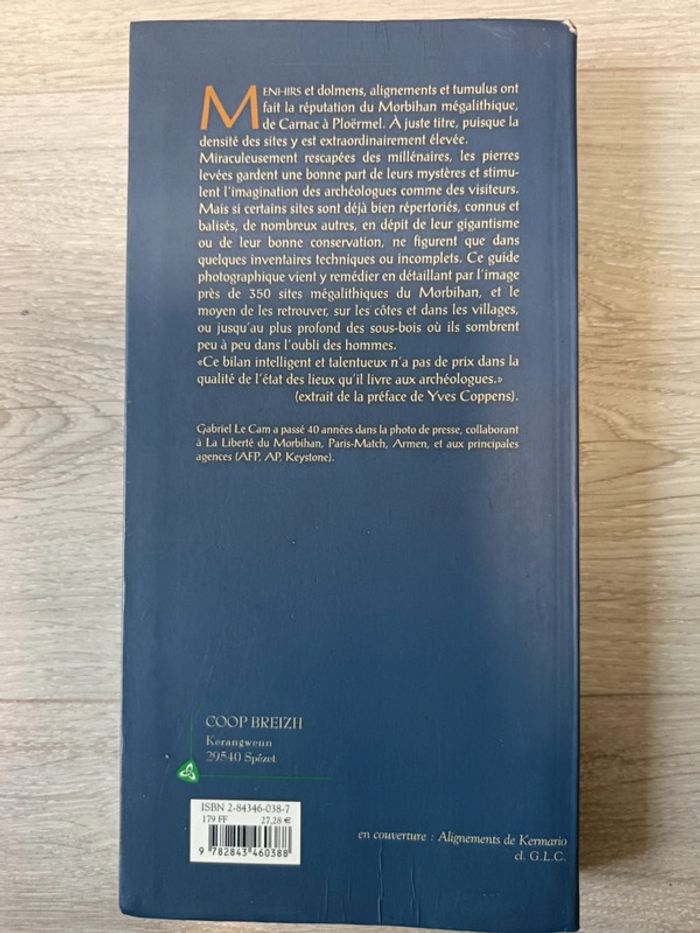 MENHIRS et dolmens, alignements et tumulus ont
fait la réputation du Morbihan mégalithique,
de Carnac à Ploërmel. À juste titre, puisque la
densité des sites y est extraordinairement élevée.
Miraculeusement rescapées des millénaires, les pierres
levées gardent une bonne part de leurs mystères et stimu-
lent l'imagination des archéologues comme des visiteurs.
Mais si certains sites sont déjà bien répertoriés, connus et
balisés, de nombreux autres, en dépit de leur gigantisme
ou de leur bonne conservation, ne figurent que dans
quelques inventaires techniques ou incomplets. Ce guide
photographique vient y remédier en détaillant par l'image
près de 350 sites mégalithiques du Morbihan, et le
moyen de les retrouver, sur les côtes et dans les villages,
ou jusqu'au plus profond des sous-bois où ils sombrent
peu à peu dans l'oubli des hommes.
«Ce bilan intelligent et talentueux n'a pas de prix dans la
qualité de l'état des lieux qu'il livre aux archéologues.»
(extrait de la préface de Yves Coppens).
Gabriel Le Cam a passé 40 années dans la photo de presse, collaborant
à La Liberté du Morbihan, Paris-Match, Armen, et aux principales
agences (AFP, AP, Keystone).
COOP BREIZH
Kerangwenn
29540 Spézet
ISBN 2-84346-038-7
179 FF 27,28 €
9 782843 460388
en couverture : Alignements de Kermario
cl. G.L.C.